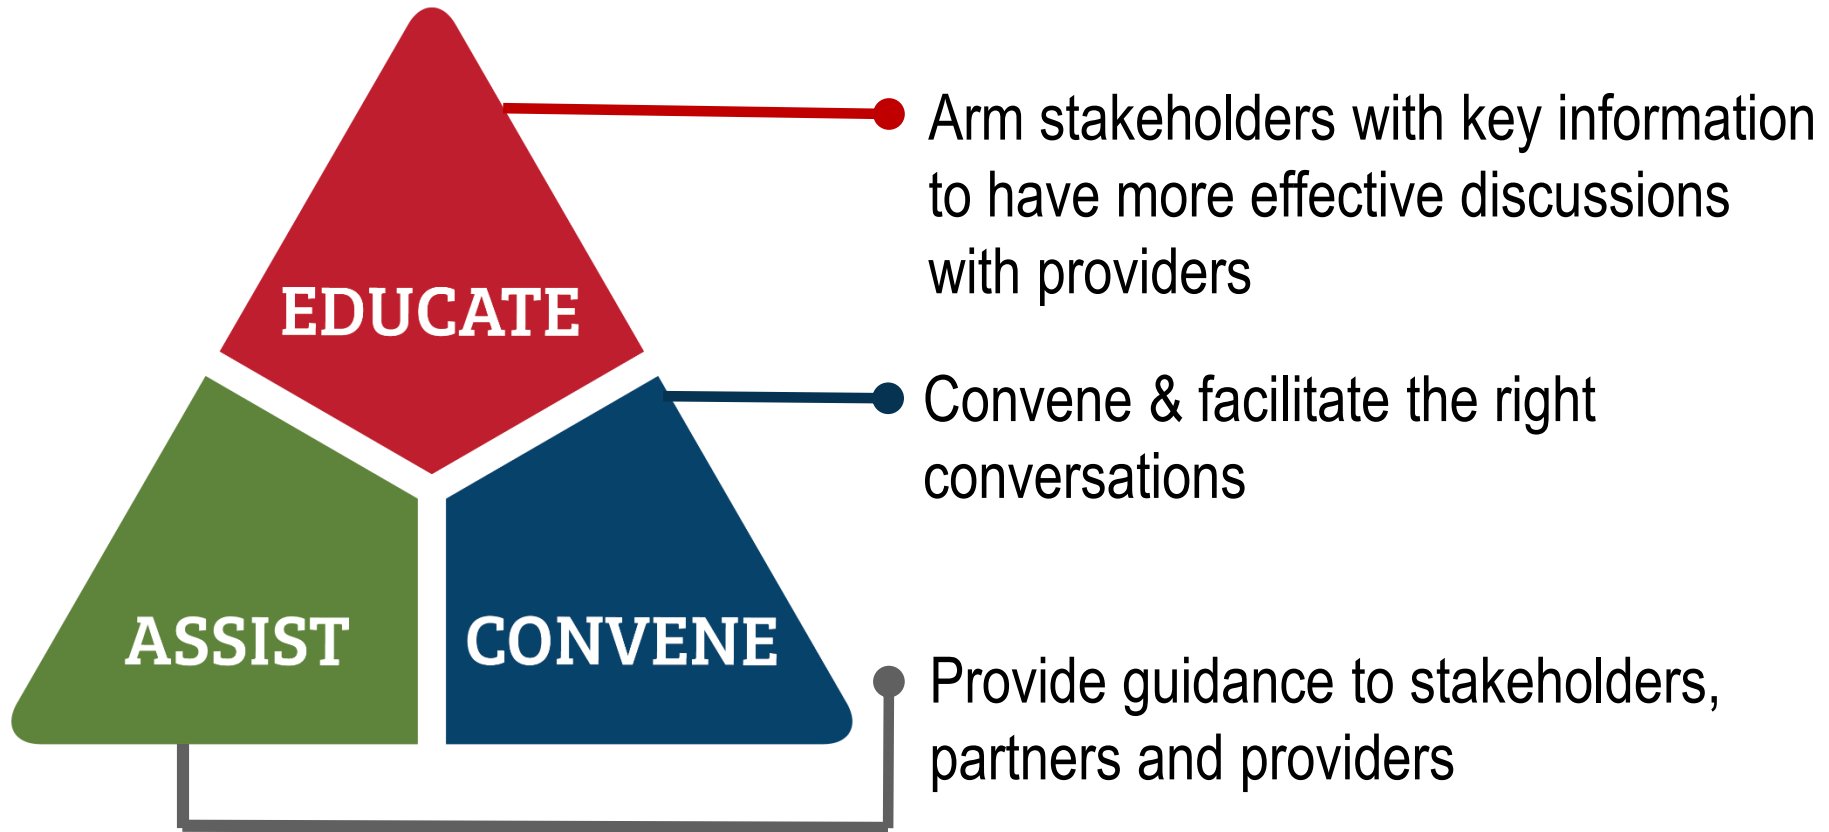 EDUCATE
ASSIST
CONVENE
Arm stakeholders with key information
to have more effective discussions
with providers
Convene & facilitate the right
conversations
Provide guidance to stakeholders,
partners and providers